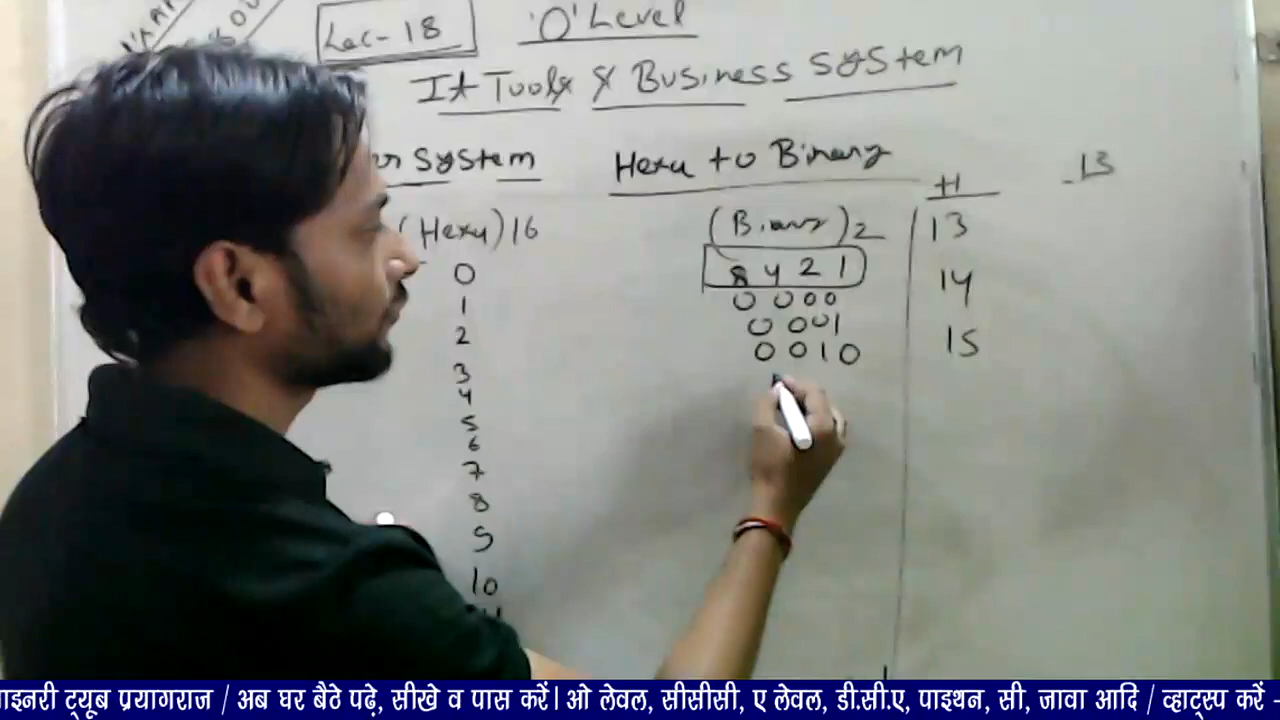 Lec-18 'O' Level
IT Tools & Business System
System Hexa to Binary 13
H
(Hexa)16 (Binary)2 13
0 8 4 2 1 14
1 0 0 0 0
2 0 0 0 1 15
3 0 0 1 0
4
5
6
7
8
9
10
11
ाइनरी ट्यूब प्रयागराज / अब घर बैठे पढ़े, सीखे व पास करें। ओ लेवल, सीसीसी, ए लेवल, डी.सी.ए, पाइथन, सी, जावा आदि / व्हाट्स्प करें